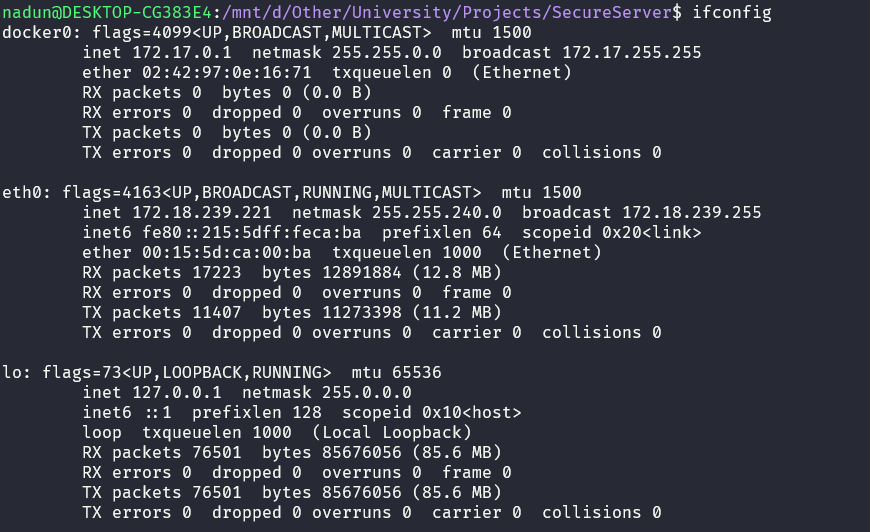 nadun@DESKTOP-CG383E4:/mnt/d/Other/University/Projects/SecureServer$ ifconfig
docker0: flags=4099<UP,BROADCAST,MULTICAST>  mtu 1500
        inet 172.17.0.1  netmask 255.255.0.0  broadcast 172.17.255.255
        ether 02:42:97:0e:16:71  txqueuelen 0  (Ethernet)
        RX packets 0  bytes 0 (0.0 B)
        RX errors 0  dropped 0  overruns 0  frame 0
        TX packets 0  bytes 0 (0.0 B)
        TX errors 0  dropped 0 overruns 0  carrier 0  collisions 0

eth0: flags=4163<UP,BROADCAST,RUNNING,MULTICAST>  mtu 1500
        inet 172.18.239.221  netmask 255.255.240.0  broadcast 172.18.239.255
        inet6 fe80::215:5dff:feca:ba  prefixlen 64  scopeid 0x20<link>
        ether 00:15:5d:ca:00:ba  txqueuelen 1000  (Ethernet)
        RX packets 17223  bytes 12891884 (12.8 MB)
        RX errors 0  dropped 0  overruns 0  frame 0
        TX packets 11407  bytes 11273398 (11.2 MB)
        TX errors 0  dropped 0 overruns 0  carrier 0  collisions 0

lo: flags=73<UP,LOOPBACK,RUNNING>  mtu 65536
        inet 127.0.0.1  netmask 255.0.0.0
        inet6 ::1  prefixlen 128  scopeid 0x10<host>
        loop  txqueuelen 1000  (Local Loopback)
        RX packets 76501  bytes 85676056 (85.6 MB)
        RX errors 0  dropped 0  overruns 0  frame 0
        TX packets 76501  bytes 85676056 (85.6 MB)
        TX errors 0  dropped 0 overruns 0  carrier 0  collisions 0